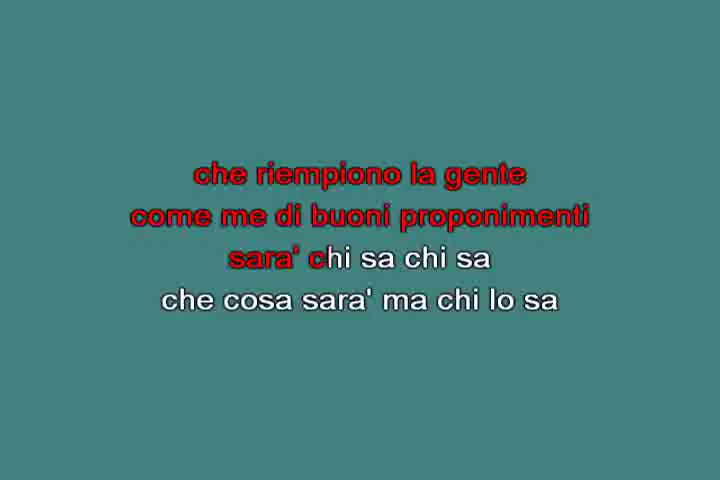 che riempiono la gente
come me di buoni proponimenti
sara' chi sa chi sa
che cosa sara' ma chi lo sa